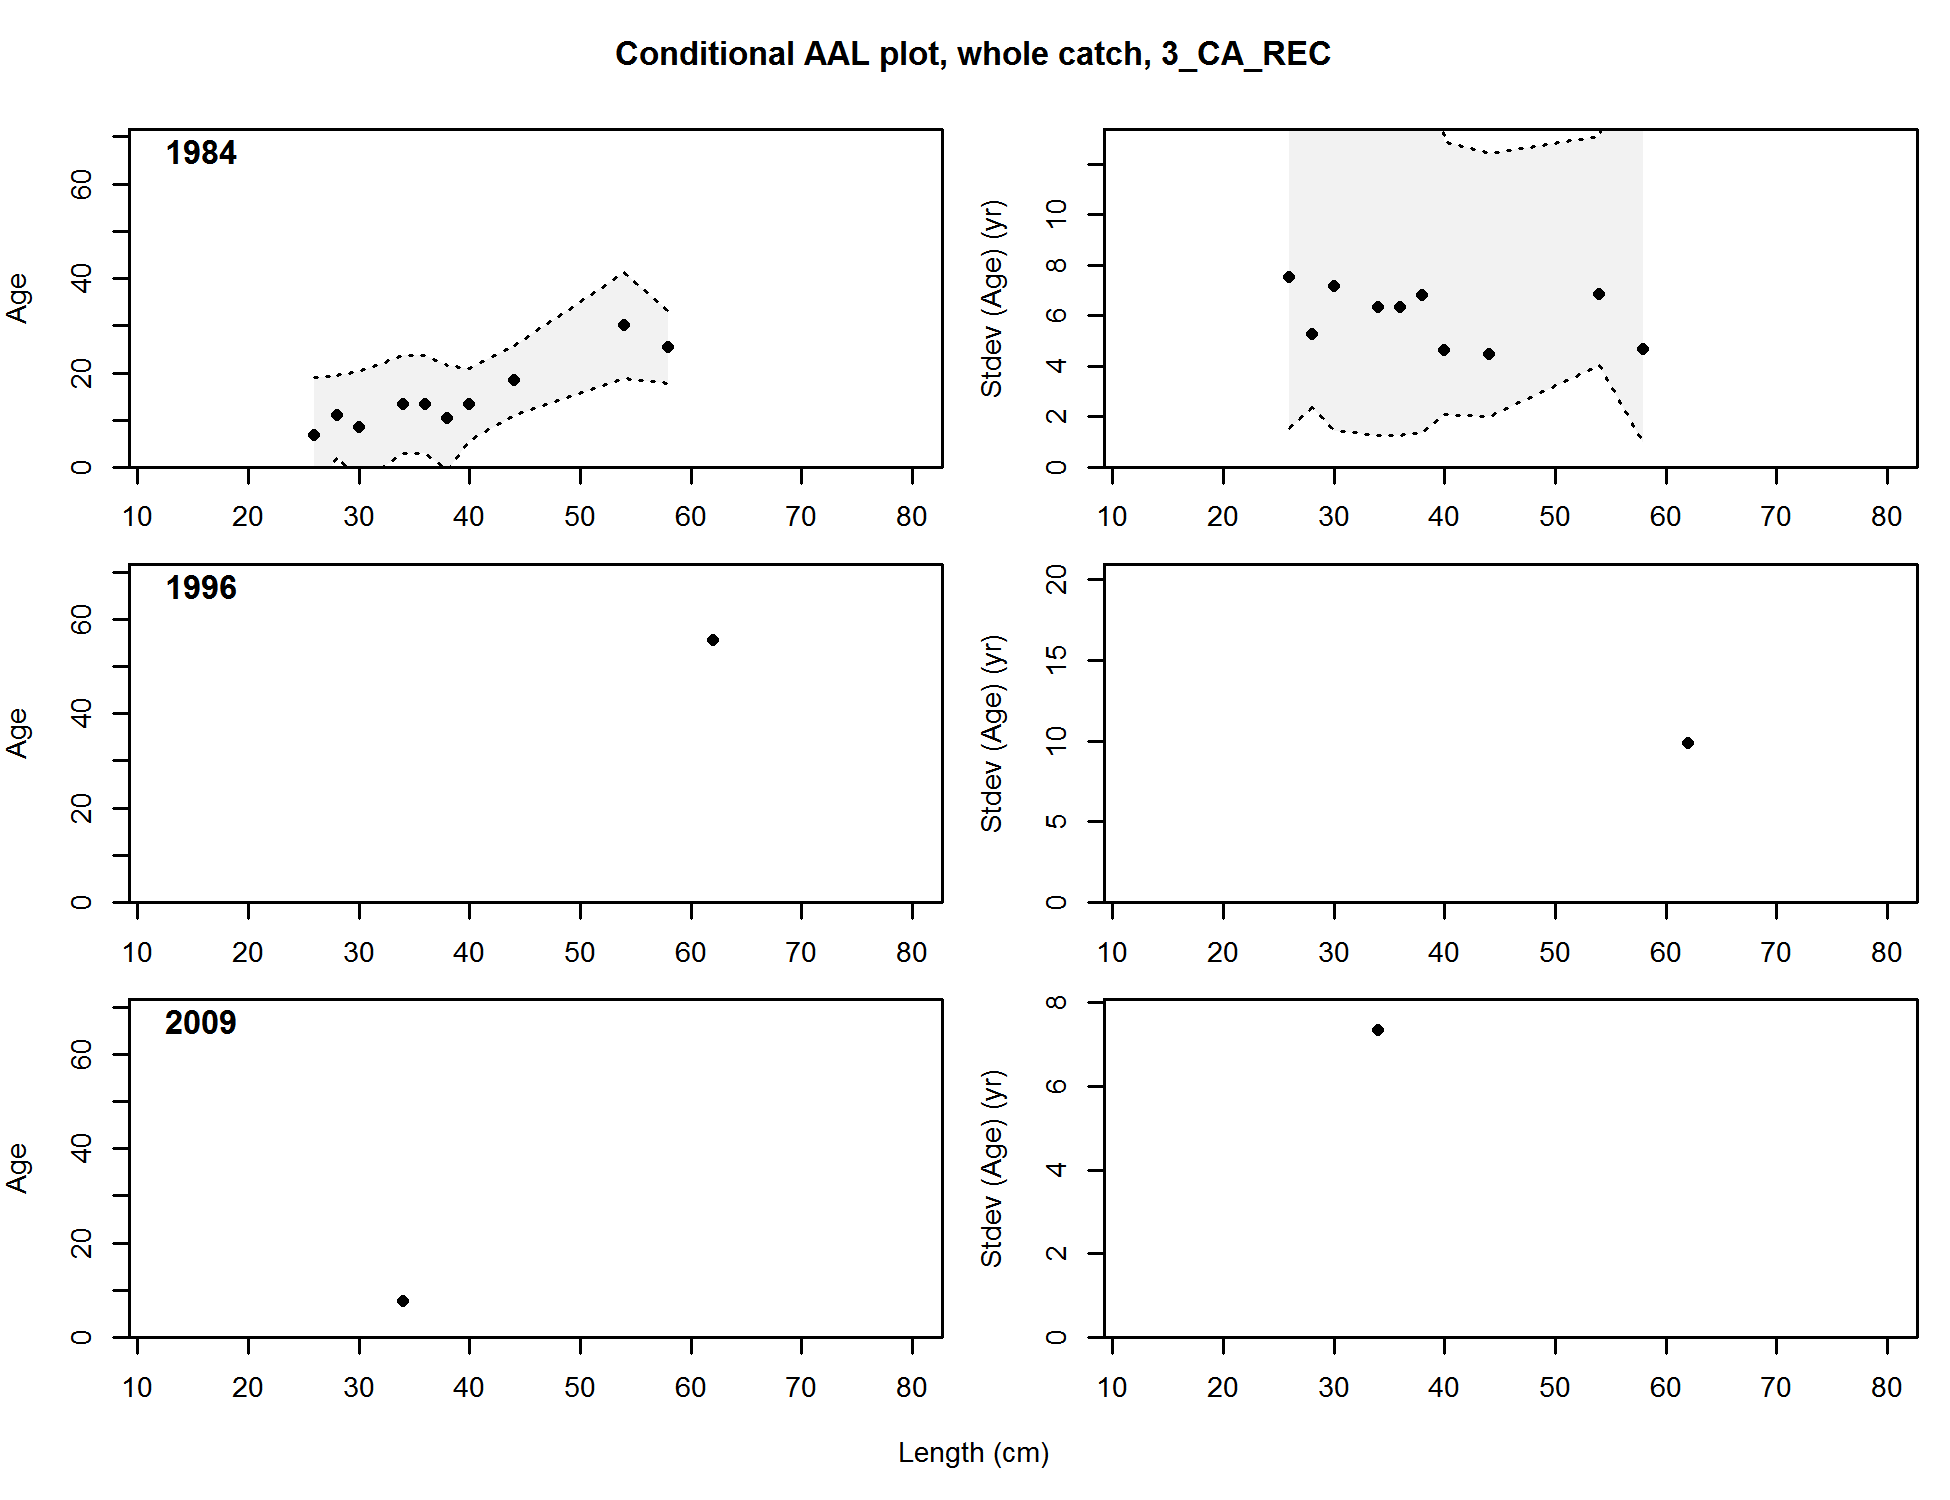 Conditional AAL plot, whole catch, 3_CA_REC
1984
Age
0 20 40 60
10 20 30 40 50 60 70 80
Stdev (Age) (yr)
0 2 4 6 8 10
10 20 30 40 50 60 70 80
1996
Age
0 20 40 60
10 20 30 40 50 60 70 80
Stdev (Age) (yr)
0 5 10 15 20
10 20 30 40 50 60 70 80
2009
Age
0 20 40 60
10 20 30 40 50 60 70 80
Stdev (Age) (yr)
0 2 4 6 8
10 20 30 40 50 60 70 80
Length (cm)